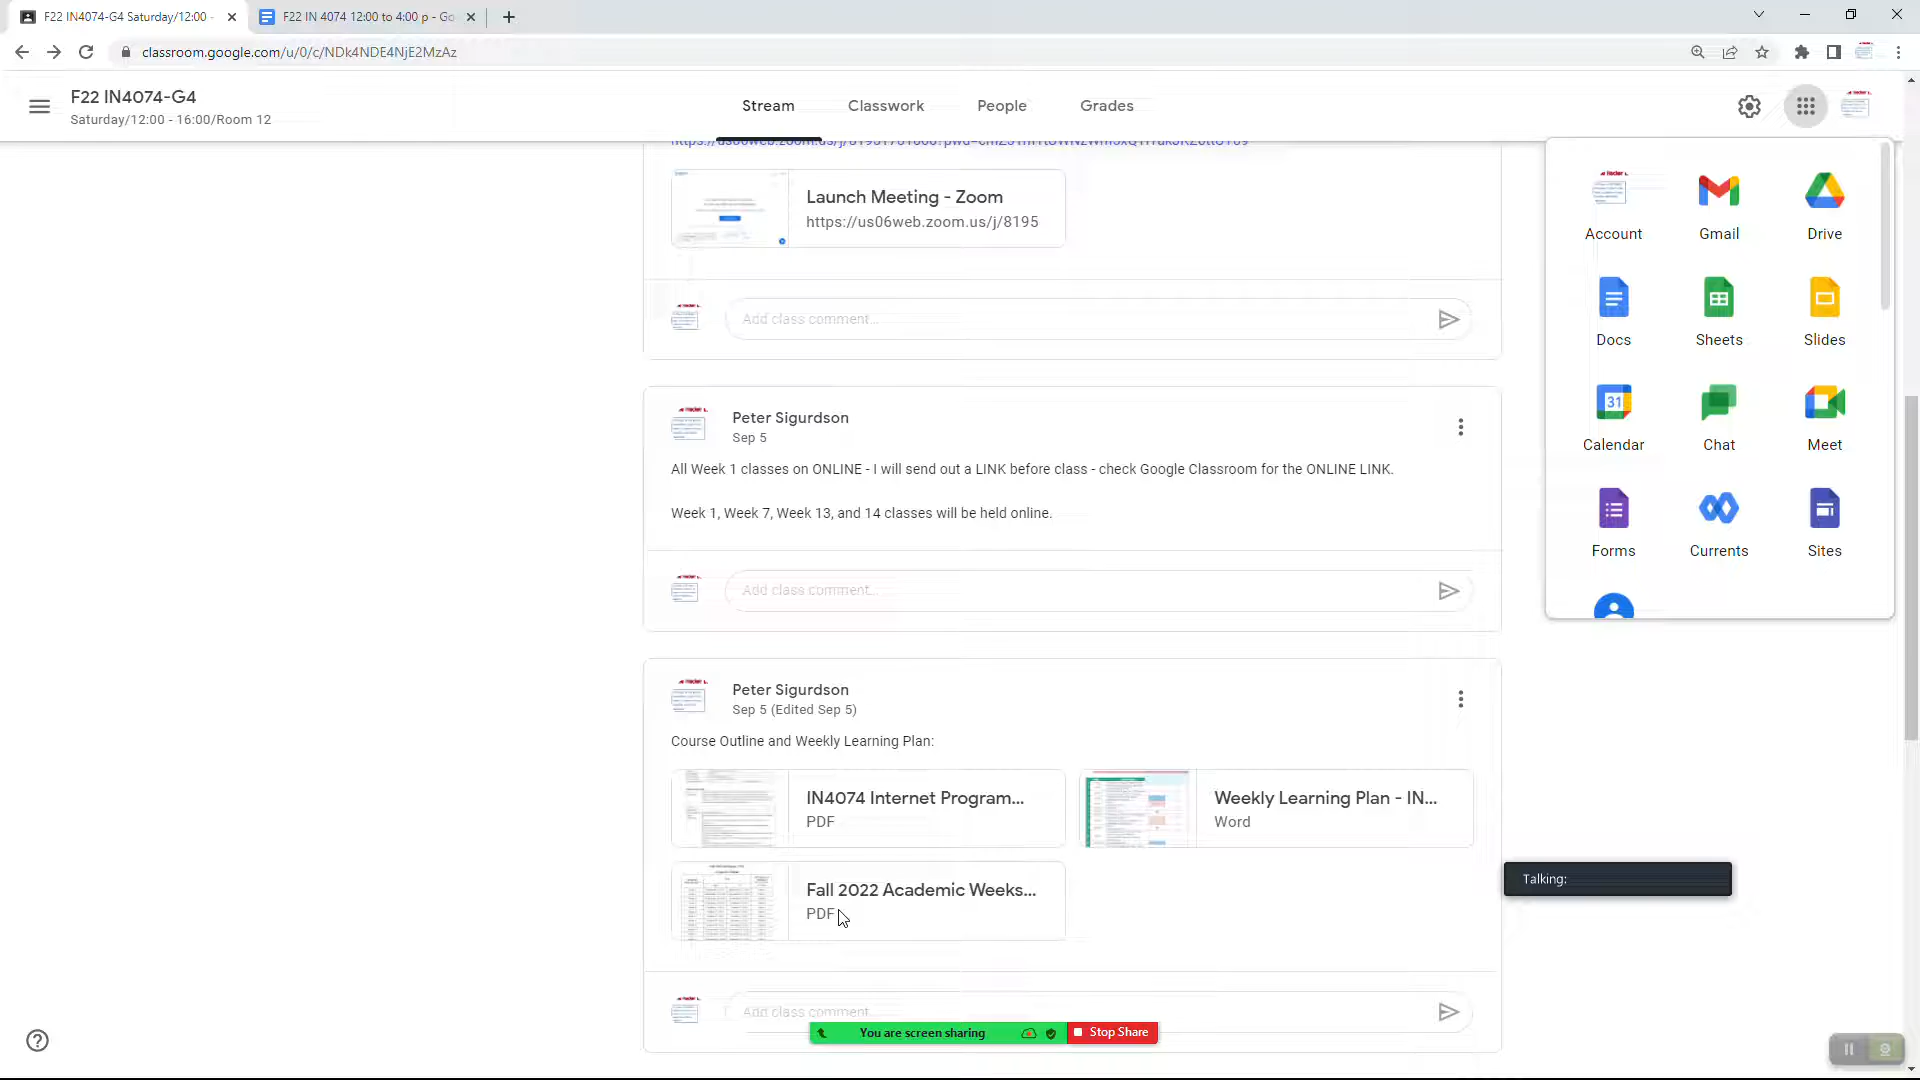 F22 IN4074-G4 Saturday/12:00 -
F22 IN 4074 12:00 to 4:00 p - Go
classroom.google.com/u/0/c/NDk4NDE4NjE2MzAz
F22 IN4074-G4
Saturday/12:00 - 16:00/Room 12
Stream
Classwork
People
Grades
Launch Meeting - Zoom
https://us06web.zoom.us/j/8195
Add class comment...
Peter Sigurdson
Sep 5
All Week 1 classes on ONLINE - I will send out a LINK before class - check Google Classroom for the ONLINE LINK.
Week 1, Week 7, Week 13, and 14 classes will be held online.
Add class comment...
Peter Sigurdson
Sep 5 (Edited Sep 5)
Course Outline and Weekly Learning Plan:
IN4074 Internet Program...
PDF
Weekly Learning Plan - IN...
Word
Fall 2022 Academic Weeks...
PDF
Add class comment...
Account
Gmail
Drive
Docs
Sheets
Slides
31
Calendar
Chat
Meet
Forms
Currents
Sites
Talking:
You are screen sharing
Stop Share